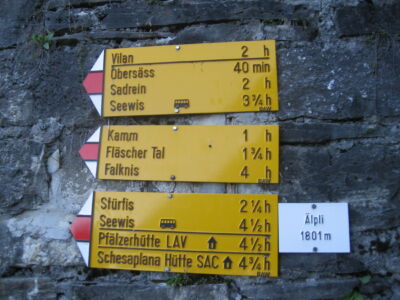 Vilan 2 h
Obersäss 40 min
Sadrein 2 h
Seewis 3 ¾ h
Kamm 1 h
Fläscher Tal 1 ¾ h
Falknis 4 h
Stürfis 2 ¼ h
Seewis 4 ½ h
Pfälzerhütte LAV 4 ½ h
Schesaplana Hütte SAC 4 ¾ h
Älpli
1801 m